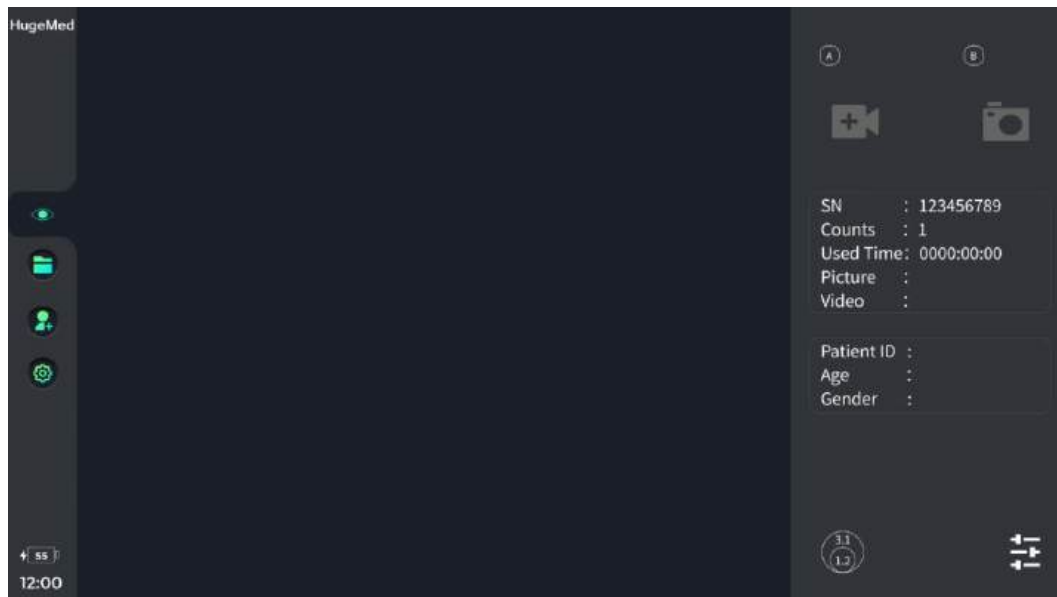 HugeMed
A
B
SN : 123456789
Counts : 1
Used Time: 0000:00:00
Picture :
Video :
Patient ID :
Age :
Gender :
3.1
1.2
55
12:00